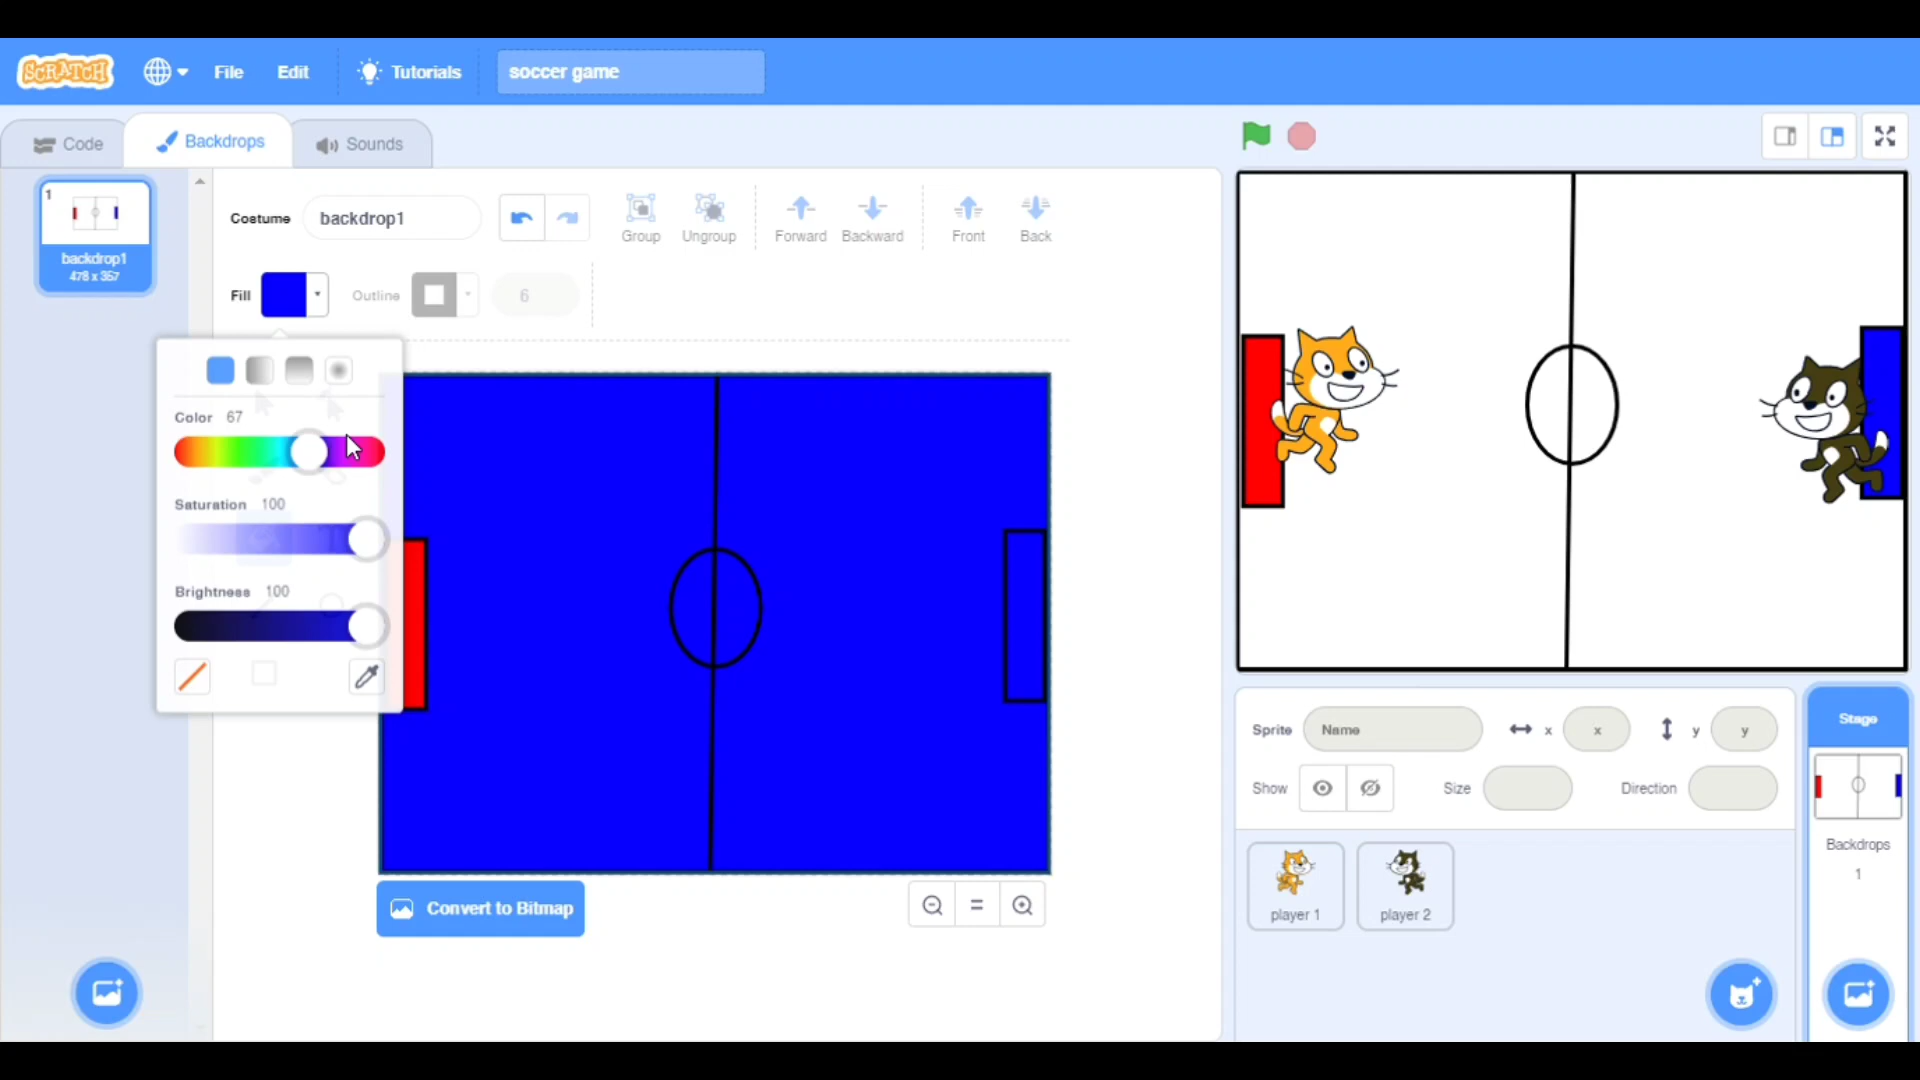 SCRATCH File Edit Tutorials soccer game
Code Backdrops Sounds
1
backdrop1
478 x 357
Costume backdrop1
Group Ungroup Forward Backward Front Back
Fill Outline 6
Color 67
Saturation 100
Brightness 100
Convert to Bitmap
Sprite Name x x y y
Show Size Direction
player 1 player 2
Stage
Backdrops
1